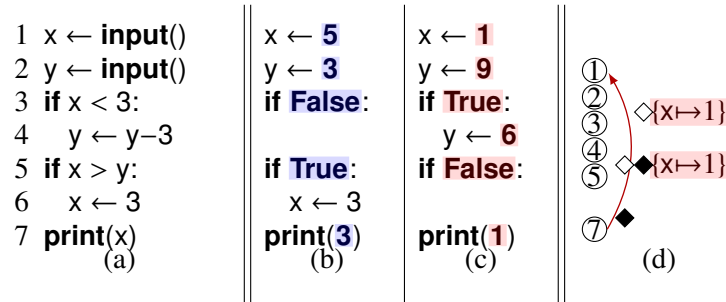 1 x ← input()
2 y ← input()
3 if x < 3:
4 y ← y−3
5 if x > y:
6 x ← 3
7 print(x)
(a)
x ← 5
y ← 3
if False:
if True:
x ← 3
print(3)
(b)
x ← 1
y ← 9
if True:
y ← 6
if False:
print(1)
(c)
①
②
◇{x↦1}
③
④
◇◆{x↦1}
⑤
◆
⑦
(d)